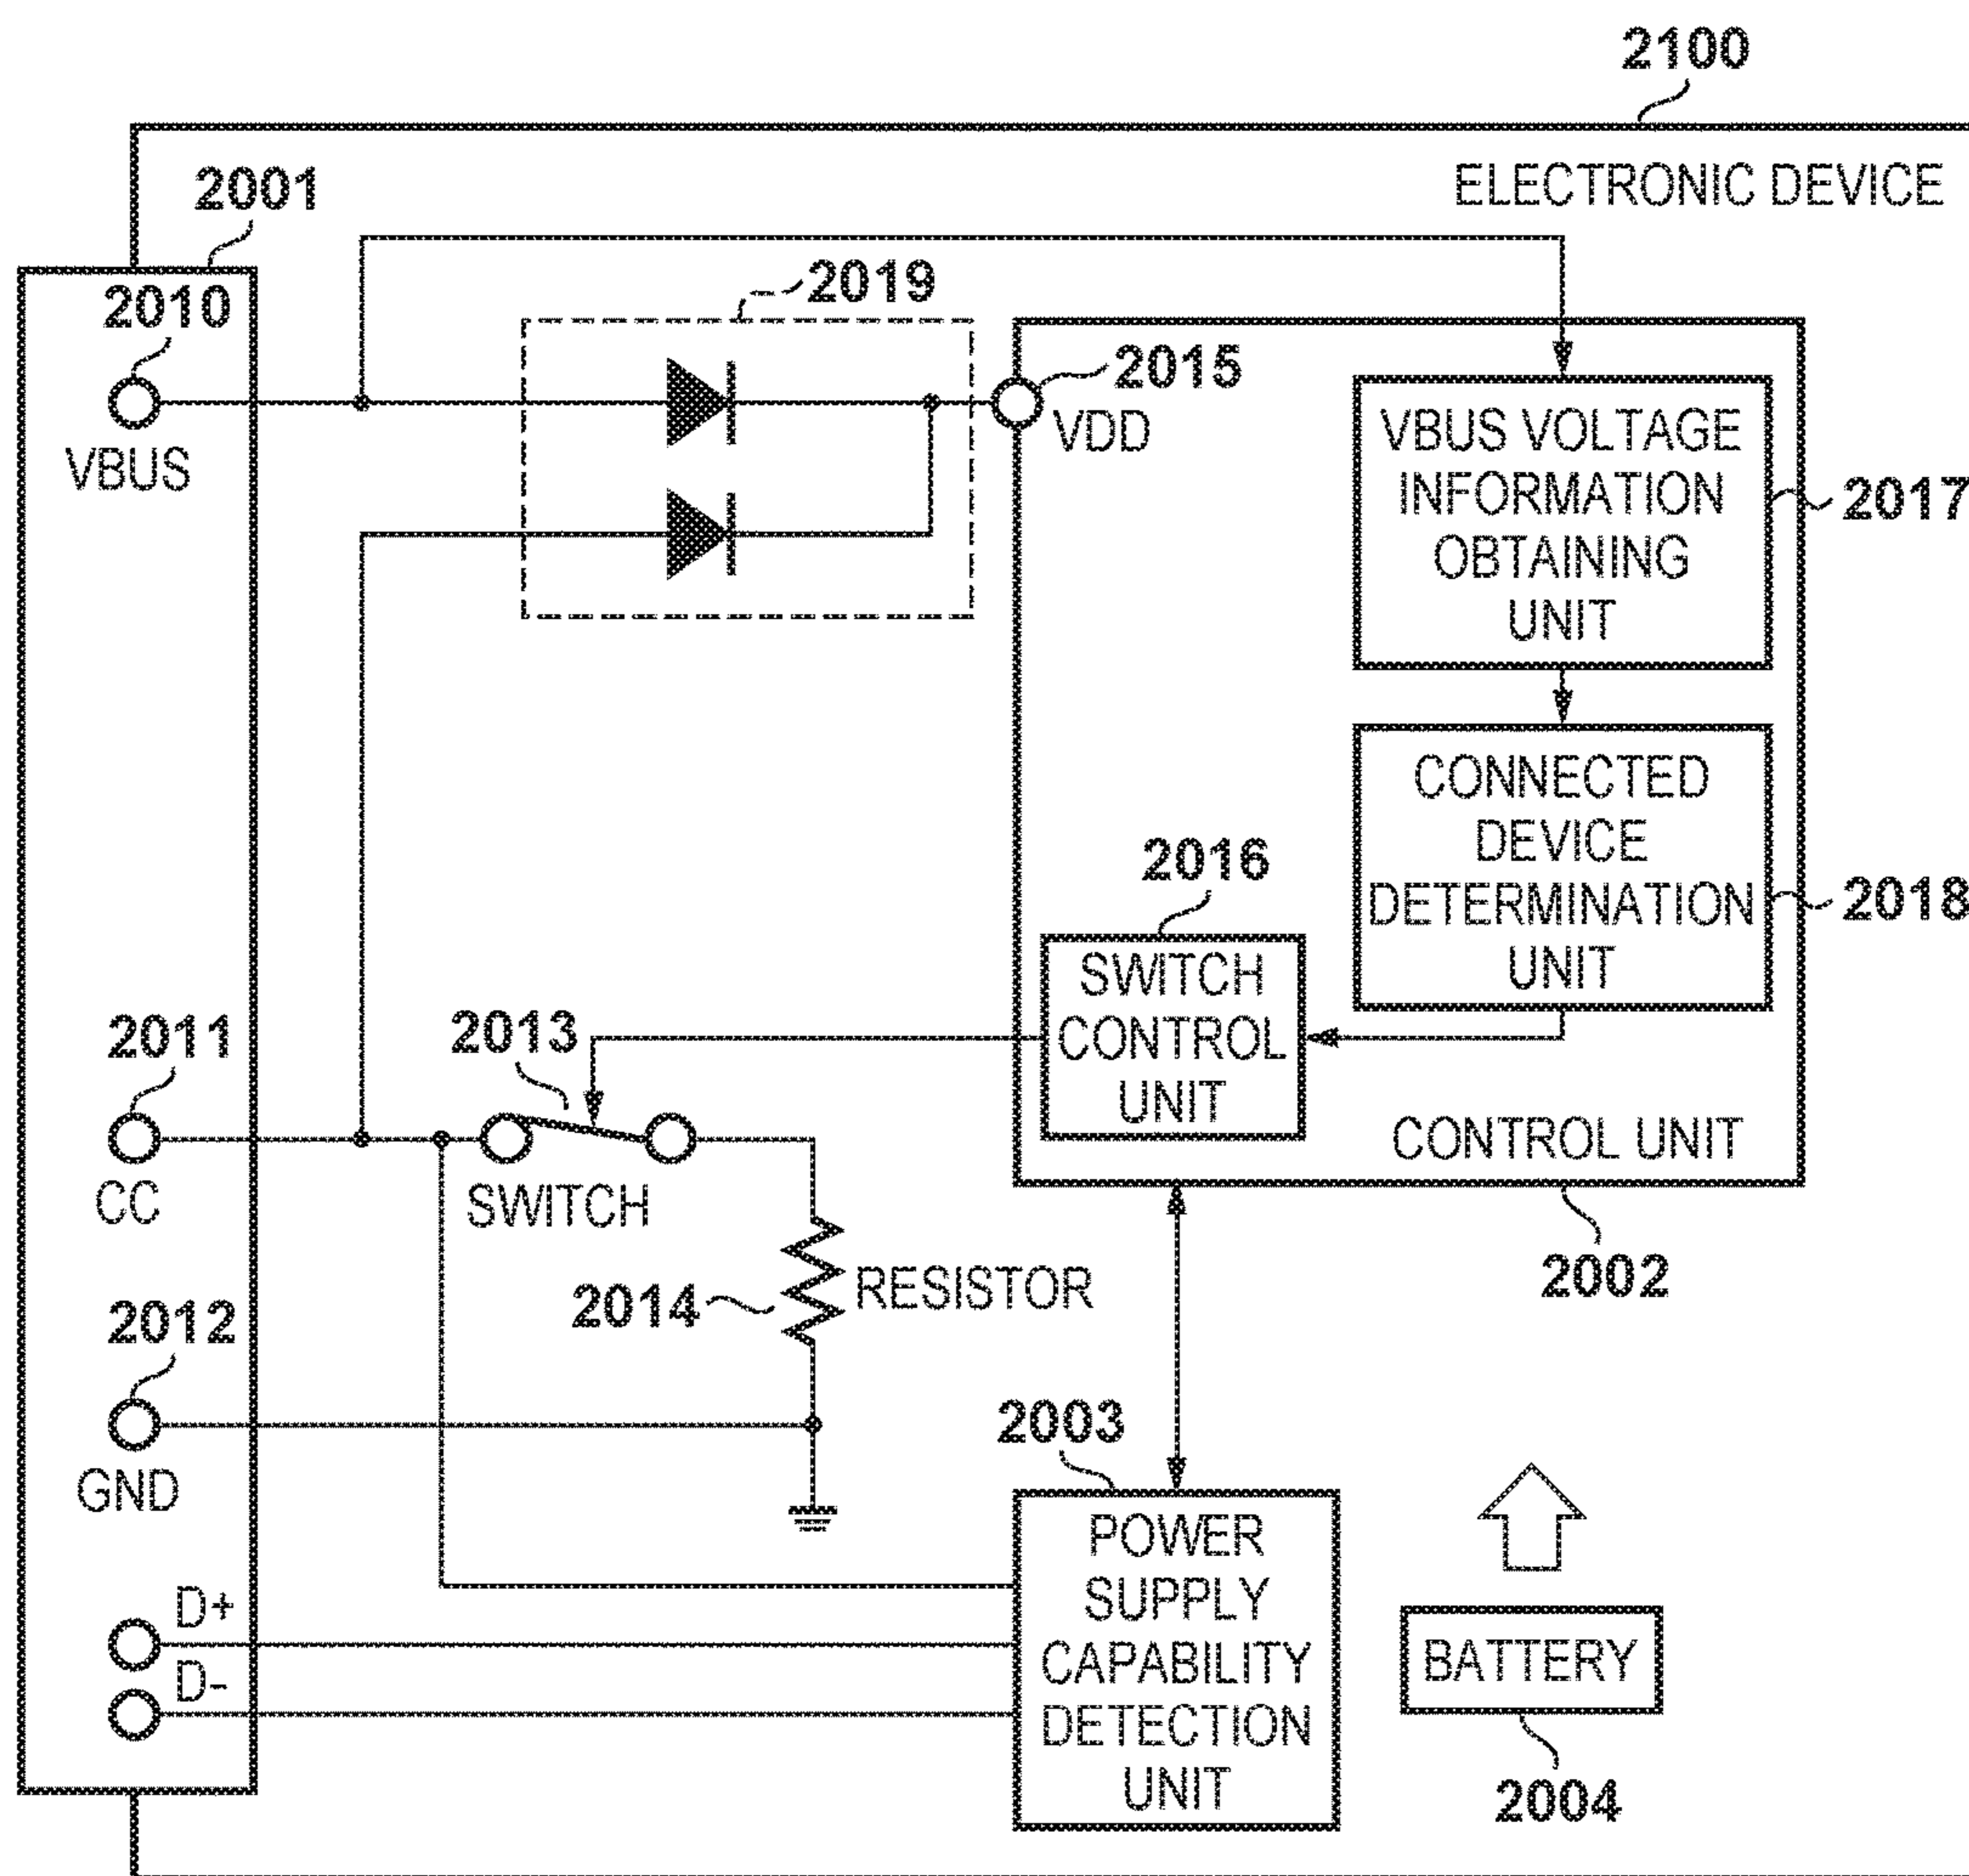 2100
ELECTRONIC DEVICE
2001
2010
VBUS
2019
2015
VDD
VBUS VOLTAGE
INFORMATION
OBTAINING
UNIT
2017
CONNECTED
DEVICE
DETERMINATION
UNIT
2018
2016
SWITCH
CONTROL
UNIT
CONTROL UNIT
2002
2011
CC
2013
SWITCH
2014
RESISTOR
2012
GND
2003
POWER
SUPPLY
CAPABILITY
DETECTION
UNIT
D+
D-
BATTERY
2004